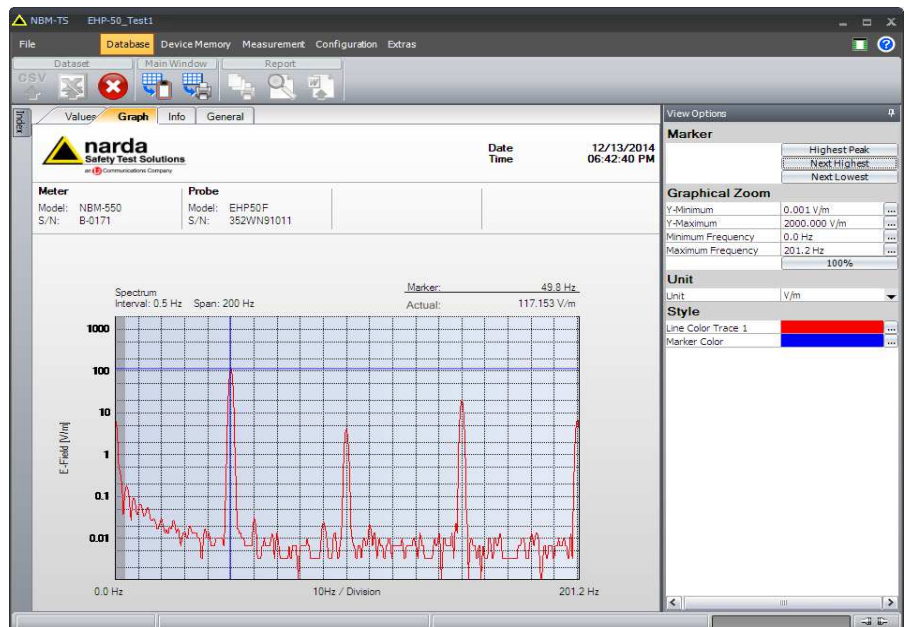 NBM-TS EHP-50_Test1
File Database Device Memory Measurement Configuration Extras
Dataset Main Window Report
CSV
Index
Values Graph Info General
narda
Safety Test Solutions
an L3 Communications Company
Date 12/13/2014
Time 06:42:40 PM
Meter
Model: NBM-550
S/N: B-0171
Probe
Model: EHP50F
S/N: 352WN91011
Spectrum
Interval: 0.5 Hz Span: 200 Hz
Marker: 49.8 Hz
Actual: 117.153 V/m
1000
100
10
1
0.1
0.01
E-Field [V/m]
0.0 Hz 10Hz / Division 201.2 Hz
View Options
Marker
Highest Peak
Next Highest
Next Lowest
Graphical Zoom
Y-Minimum 0.001 V/m ...
Y-Maximum 2000.000 V/m ...
Minimum Frequency 0.0 Hz ...
Maximum Frequency 201.2 Hz ...
100%
Unit
Unit V/m
Style
Line Color Trace 1 ...
Marker Color ...